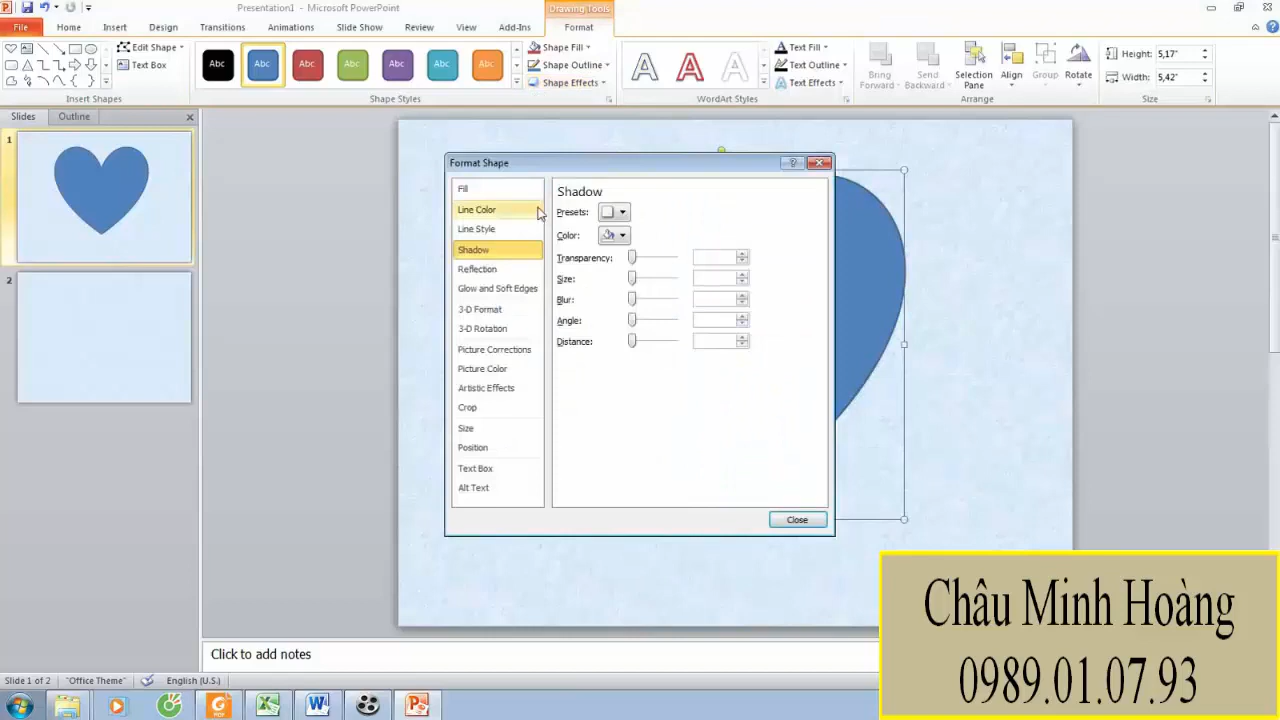 Presentation1 - Microsoft PowerPoint
Drawing Tools
File Home Insert Design Transitions Animations Slide Show Review View Add-Ins Format
Edit Shape
Text Box
Insert Shapes
Abc Abc Abc Abc Abc Abc Abc
Shape Styles
Shape Fill
Shape Outline
Shape Effects
A A A
WordArt Styles
Text Fill
Text Outline
Text Effects
Bring Forward
Send Backward
Selection Pane
Align
Group
Rotate
Arrange
Height: 5,17"
Width: 5,42"
Size
Slides Outline
1
2
Format Shape
Fill
Line Color
Line Style
Shadow
Reflection
Glow and Soft Edges
3-D Format
3-D Rotation
Picture Corrections
Picture Color
Artistic Effects
Crop
Size
Position
Text Box
Alt Text
Shadow
Presets:
Color:
Transparency:
Size:
Blur:
Angle:
Distance:
Close
Click to add notes
Slide 1 of 2 "Office Theme" English (U.S.)
Châu Minh Hoàng
0989.01.07.93